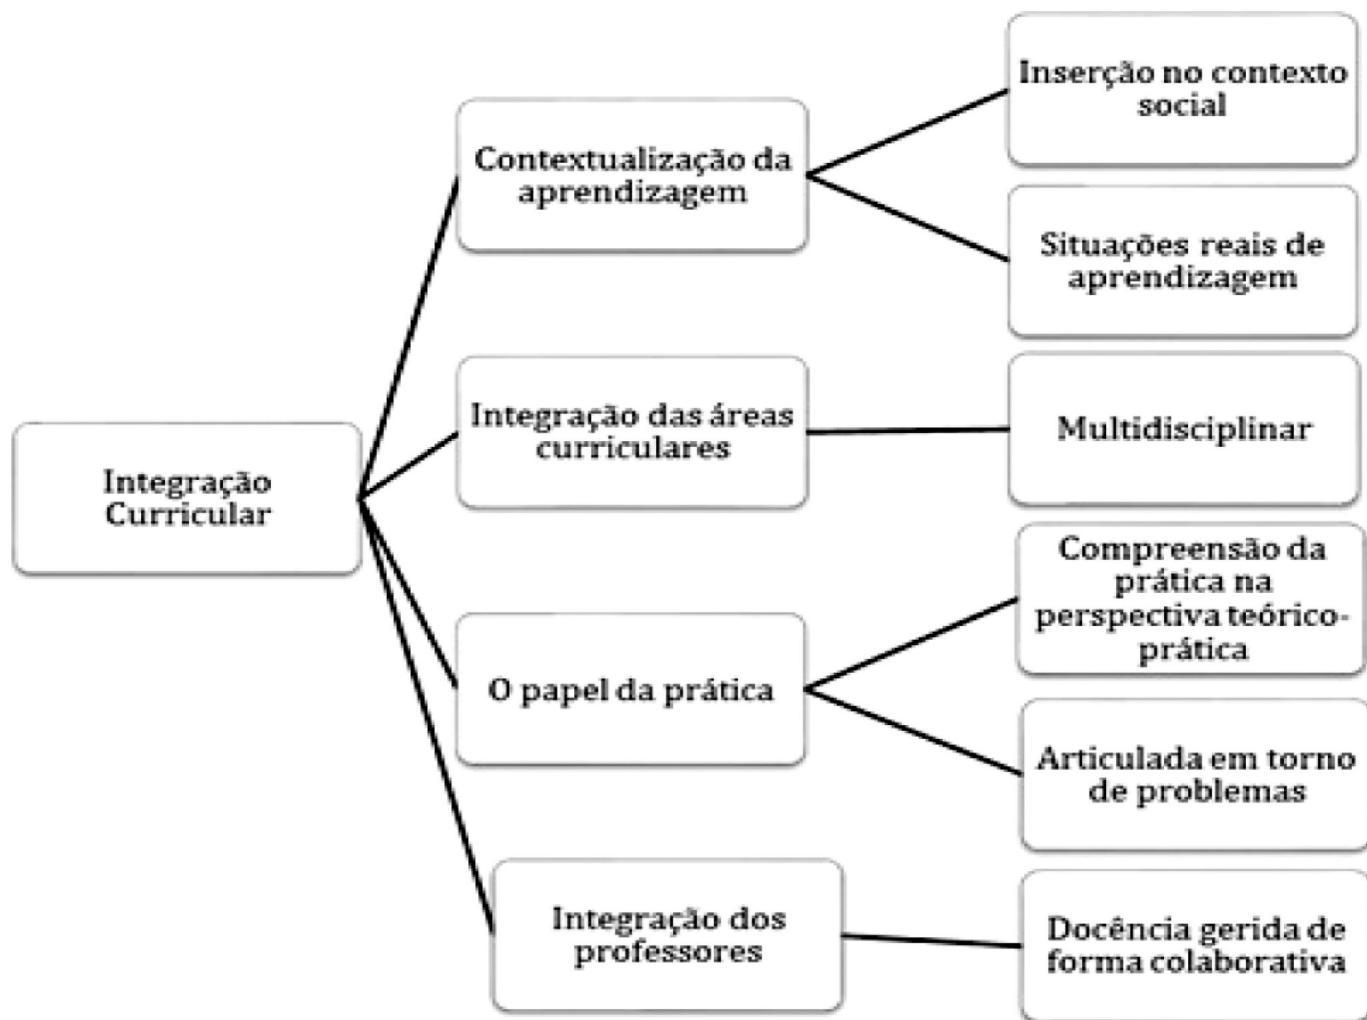 Integração
Curricular
Contextualização da
aprendizagem
Inserção no contexto
social
Situações reais de
aprendizagem
Integração das áreas
curriculares
Multidisciplinar
O papel da prática
Compreensão da
prática na
perspectiva teórico-
prática
Articulada em torno
de problemas
Integração dos
professores
Docência gerida de
forma colaborativa